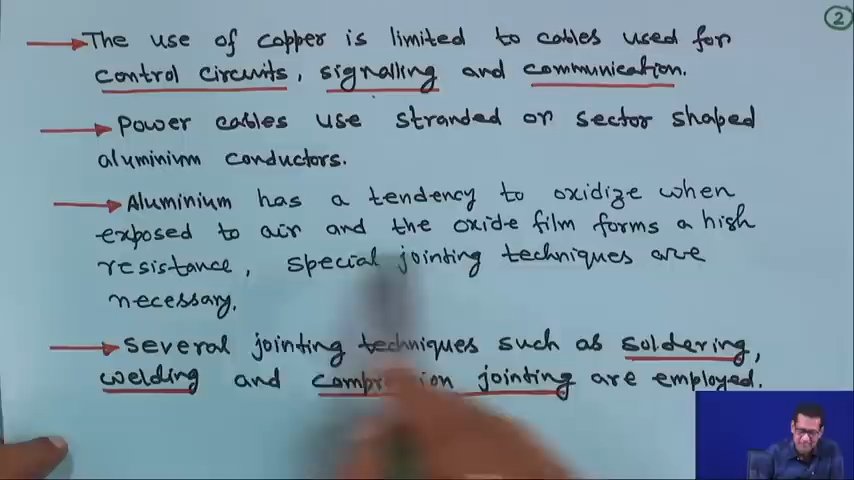 2
The use of copper is limited to cables used for
control circuits, signalling and communication.
Power cables use stranded or sector shaped
aluminium conductors.
Aluminium has a tendency to oxidize when
exposed to air and the oxide film forms a high
resistance, special jointing techniques are
necessary.
Several jointing techniques such as soldering,
welding and compression jointing are employed.